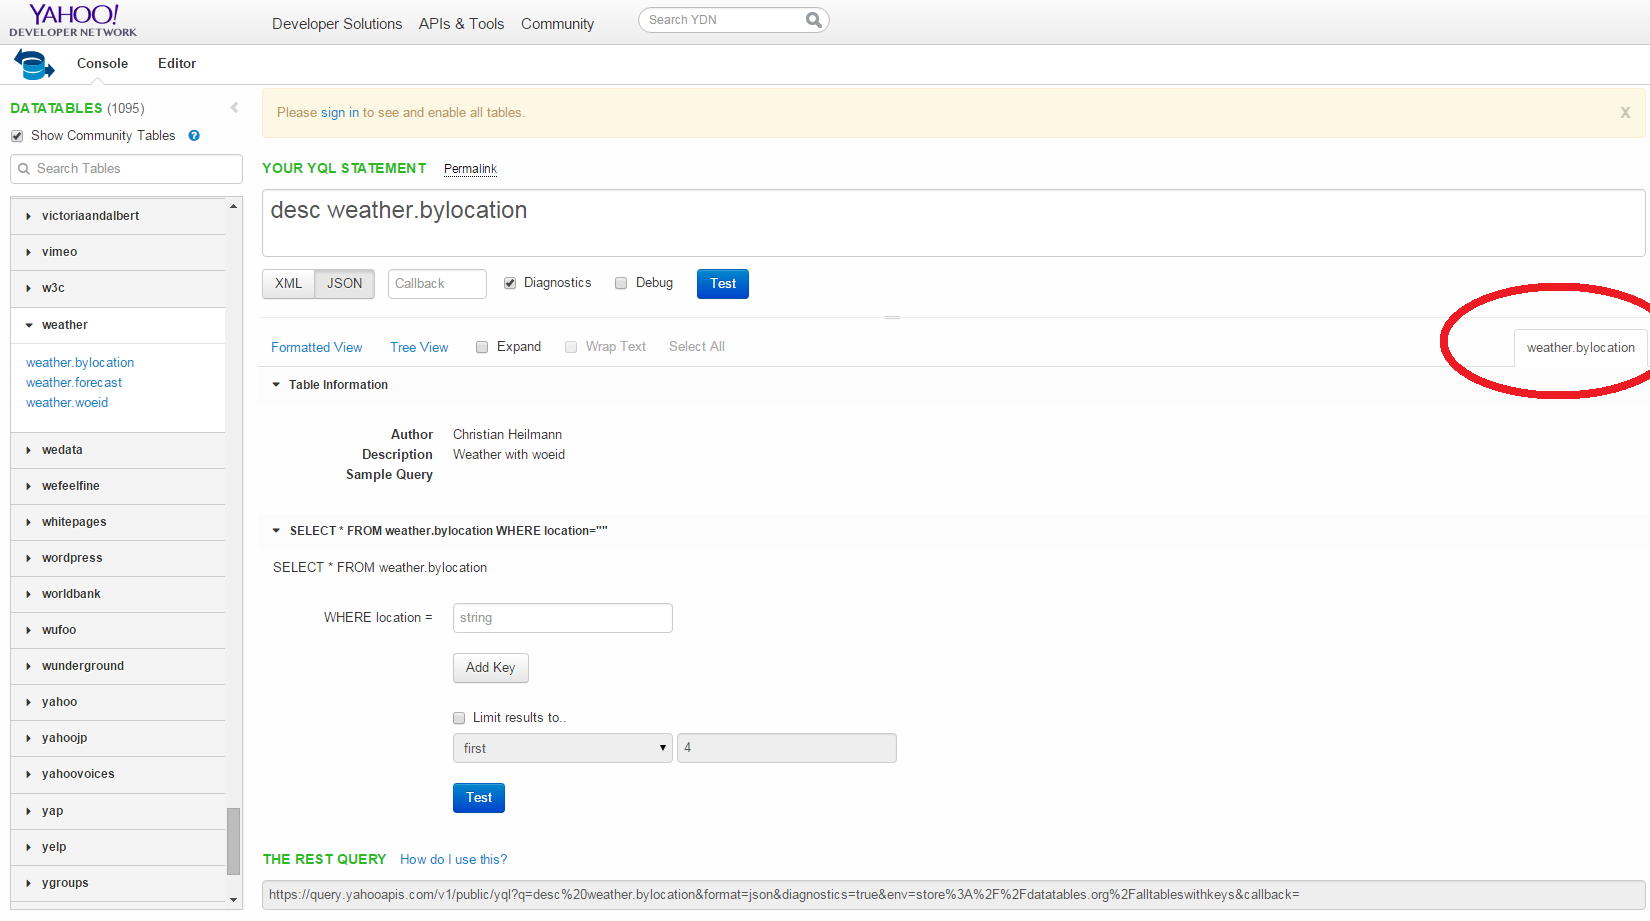 YAHOO!
DEVELOPER NETWORK
Developer Solutions APIs & Tools Community
Search YDN
Console Editor
DATATABLES (1095)
Show Community Tables ?
Search Tables
victoriaandalbert
vimeo
w3c
weather
weather.bylocation
weather.forecast
weather.woeid
wedata
wefeelfine
whitepages
wordpress
worldbank
wufoo
wunderground
yahoo
yahoojp
yahoovoices
yap
yelp
ygroups
Please sign in to see and enable all tables. X
YOUR YQL STATEMENT Permalink
desc weather.bylocation
XML JSON Callback Diagnostics Debug Test
Formatted View Tree View Expand Wrap Text Select All weather.bylocation
Table Information
Author Christian Heilmann
Description Weather with woeid
Sample Query
SELECT * FROM weather.bylocation WHERE location=""
SELECT * FROM weather.bylocation
WHERE location = string
Add Key
Limit results to..
first 4
Test
THE REST QUERY How do I use this?
https://query.yahooapis.com/v1/public/yql?q=desc%20weather.bylocation&format=json&diagnostics=true&env=store%3A%2F%2Fdatatables.org%2Falltableswithkeys&callback=